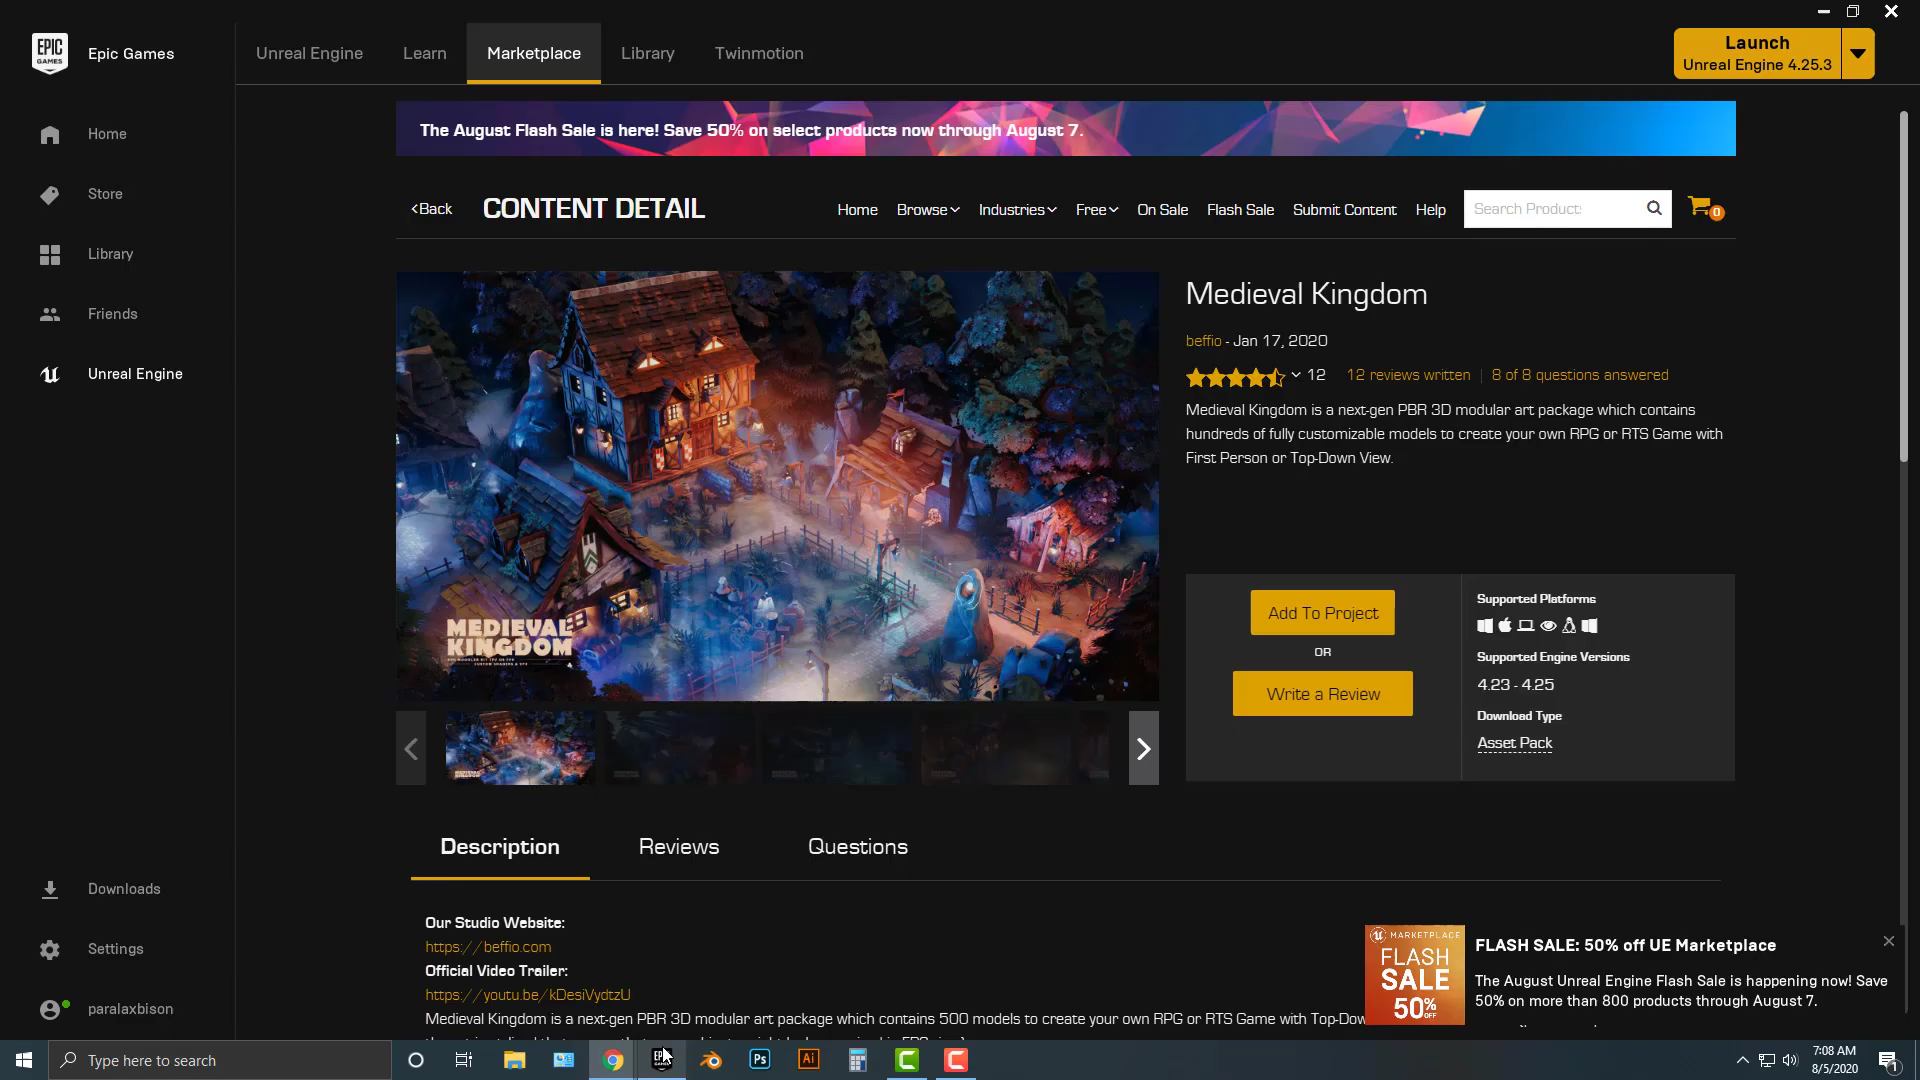 EPIC GAMES
Epic Games
Unreal Engine
Learn
Marketplace
Library
Twinmotion
Launch
Unreal Engine 4.25.3
Home
Store
Library
Friends
Unreal Engine
Downloads
Settings
paralaxbison
The August Flash Sale is here! Save 50% on select products now through August 7.
<Back
CONTENT DETAIL
Home
Browse
Industries
Free
On Sale
Flash Sale
Submit Content
Help
Search Product:
0
MEDIEVAL
KINGDOM
Medieval Kingdom
beffio - Jan 17, 2020
12
12 reviews written
8 of 8 questions answered
Medieval Kingdom is a next-gen PBR 3D modular art package which contains
hundreds of fully customizable models to create your own RPG or RTS Game with
First Person or Top-Down View.
Add To Project
OR
Write a Review
Supported Platforms
Supported Engine Versions
4.23 - 4.25
Download Type
Asset Pack
Description
Reviews
Questions
Our Studio Website:
https://beffio.com
Official Video Trailer:
https://youtu.be/kDesiVydtzU
Medieval Kingdom is a next-gen PBR 3D modular art package which contains 500 models to create your own RPG or RTS Game with Top-Dow
MARKETPLACE
FLASH
SALE
50% OFF
FLASH SALE: 50% off UE Marketplace
The August Unreal Engine Flash Sale is happening now! Save
50% on more than 800 products through August 7.
Type here to search
Ps
Ai
7:08 AM
8/5/2020
1